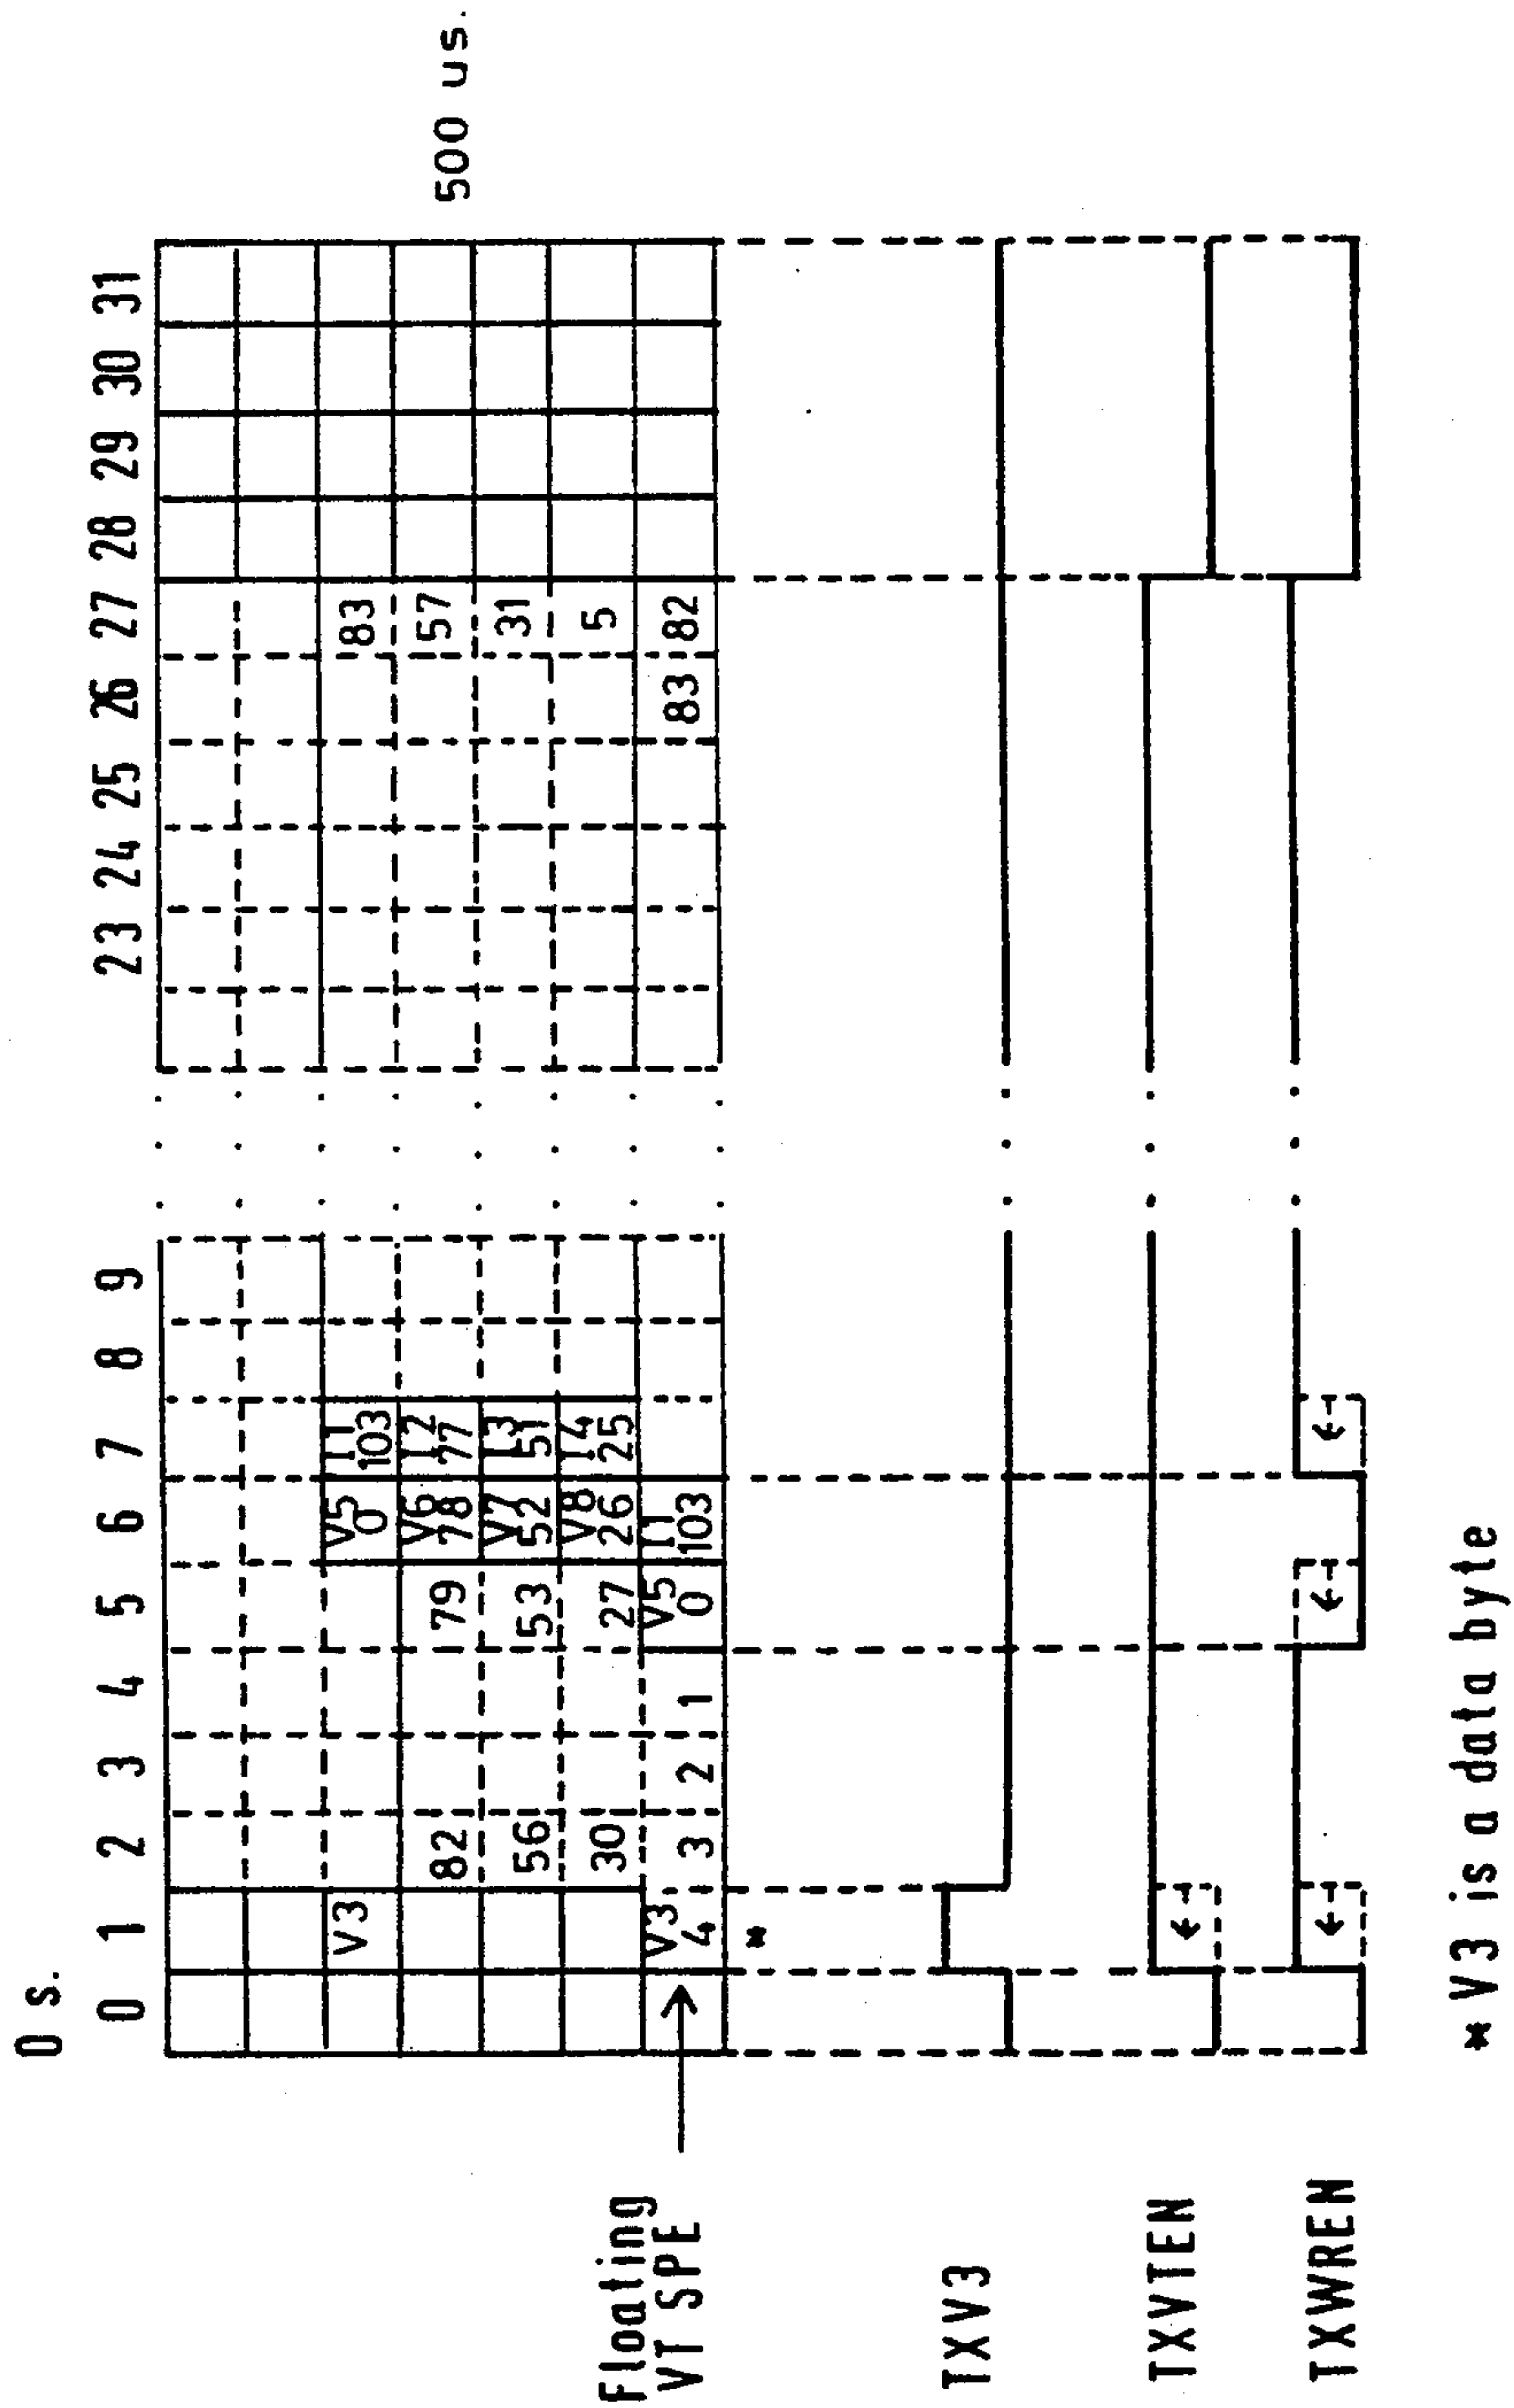 0 s.
0 1 2 3 4 5 6 7 8 9 23 24 25 26 27 28 29 30 31
V3 V5 I1
0 103 83
V6 I2
82 79 78 77 57 500 us.
V7 I3
56 53 52 51 31
V8 I4
30 27 26 25 5
Floating V3 V5 I1
VT SPE 4 3 2 1 0 103 83 82
*
TXV3
TXVTEN
TXWREN
* V3 is a data byte